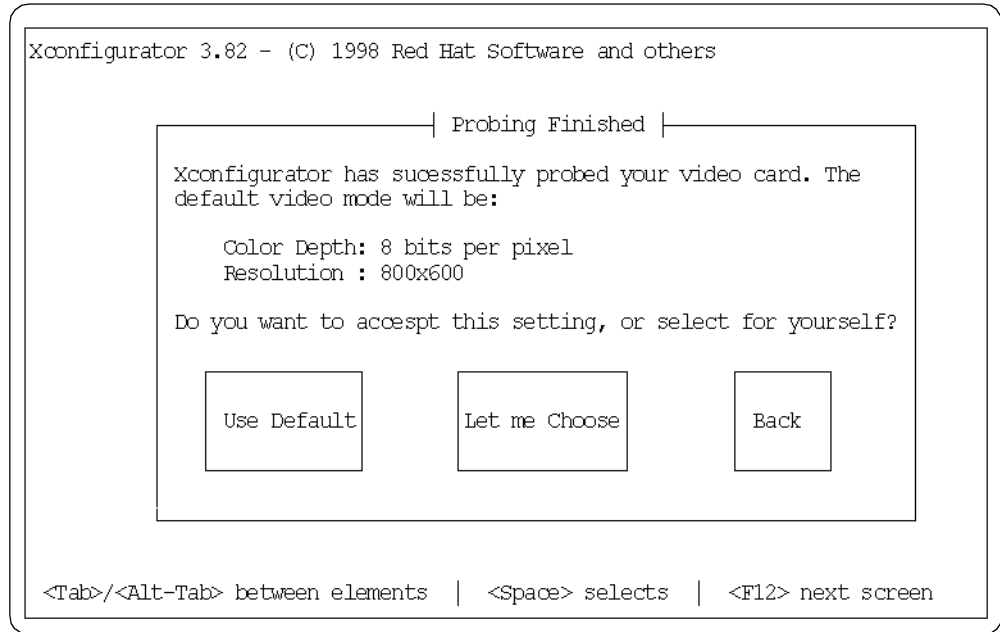 Xconfigurator 3.82 - (C) 1998 Red Hat Software and others
Probing Finished
Xconfigurator has sucessfully probed your video card. The
default video mode will be:
Color Depth: 8 bits per pixel
Resolution : 800x600
Do you want to accespt this setting, or select for yourself?
Use Default Let me Choose Back
<Tab>/<Alt-Tab> between elements | <Space> selects | <F12> next screen